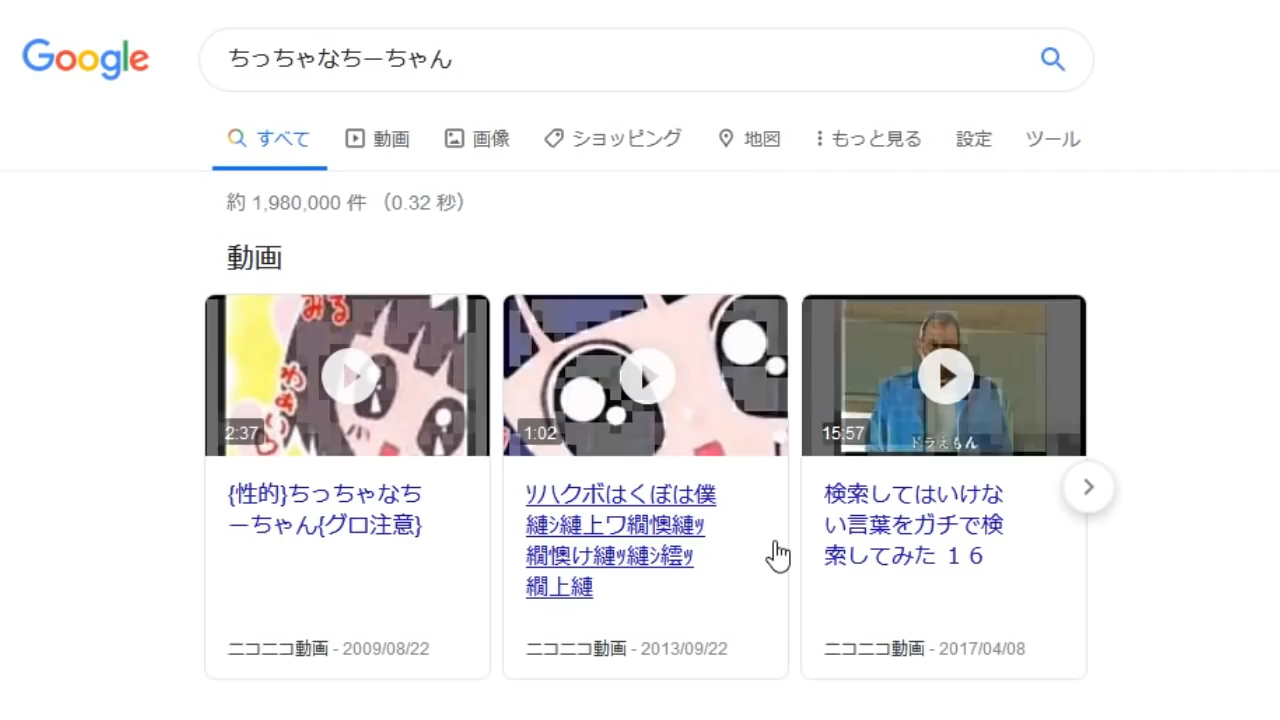 Google
ちっちゃなちーちゃん
すべて 動画 画像 ショッピング 地図 もっと見る 設定 ツール
約 1,980,000 件 （0.32 秒）
動画
みる
わぁい
2:37
1:02
15:57
ドラえもん
{性的}ちっちゃなち
ーちゃん{グロ注意}
ニコニコ動画 - 2009/08/22
ｿハクボはくぼは僕
縺ｼ縺上ワ繝懊縺ｯ
繝懊け縺ｯ縺ｼ繧ｯ
繝上縺
ニコニコ動画 - 2013/09/22
検索してはいけな
い言葉をガチで検
索してみた １６
ニコニコ動画 - 2017/04/08